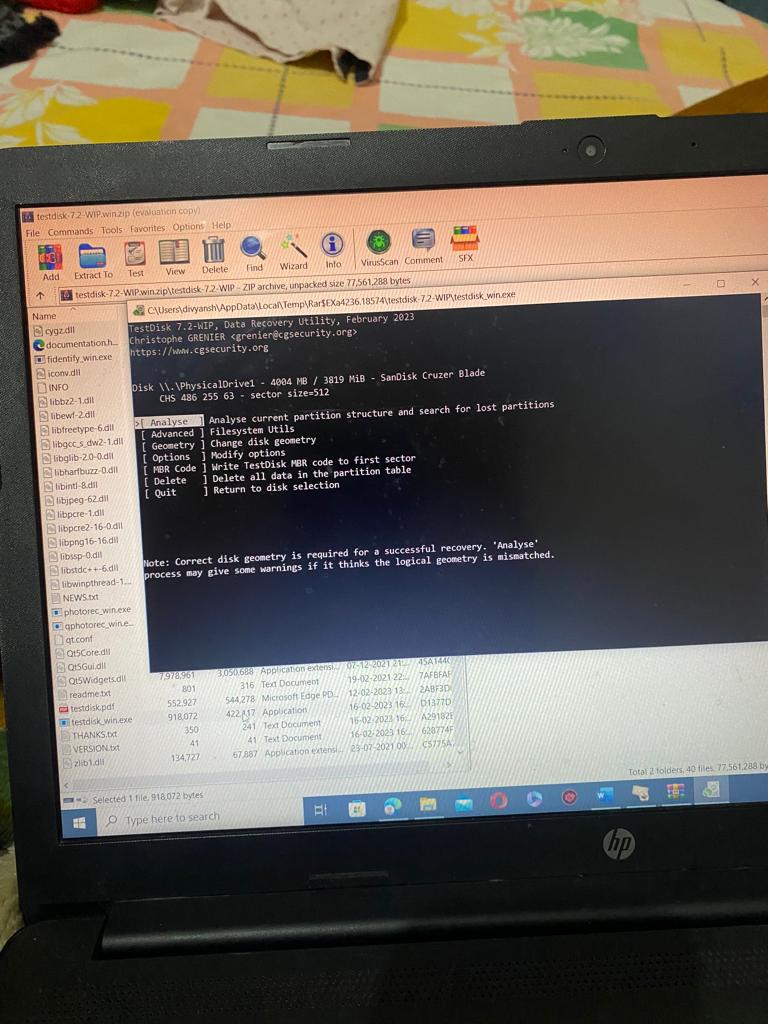 testdisk-7.2-WIP.win.zip (evaluation copy)
File Commands Tools Favorites Options Help
Add Extract To Test View Delete Find Wizard Info VirusScan Comment SFX
testdisk-7.2-WIP.win.zip\testdisk-7.2-WIP - ZIP archive, unpacked size 77,561,288 bytes
Name
cygz.dll
documentation.h...
fidentify_win.exe
iconv.dll
INFO
libbz2-1.dll
libewf-2.dll
libfreetype-6.dll
libgcc_s_dw2-1.dll
libglib-2.0-0.dll
libharfbuzz-0.dll
libintl-8.dll
libjpeg-62.dll
libpcre-1.dll
libpcre2-16-0.dll
libpng16-16.dll
libssp-0.dll
libstdc++-6.dll
libwinpthread-1...
NEWS.txt
photorec_win.exe
qphotorec_win.e...
qt.conf
Qt5Core.dll
Qt5Gui.dll
Qt5Widgets.dll
readme.txt
testdisk.pdf
testdisk_win.exe
THANKS.txt
VERSION.txt
zlib1.dll
C:\Users\divyansh\AppData\Local\Temp\Rar$EXa4236.18574\testdisk-7.2-WIP\testdisk_win.exe
TestDisk 7.2-WIP, Data Recovery Utility, February 2023
Christophe GRENIER <grenier@cgsecurity.org>
https://www.cgsecurity.org
Disk \\.\PhysicalDrive1 - 4004 MB / 3819 MiB - SanDisk Cruzer Blade
CHS 486 255 63 - sector size=512
>[ Analyse ] Analyse current partition structure and search for lost partitions
[ Advanced ] Filesystem Utils
[ Geometry ] Change disk geometry
[ Options ] Modify options
[ MBR Code ] Write TestDisk MBR code to first sector
[ Delete ] Delete all data in the partition table
[ Quit ] Return to disk selection
Note: Correct disk geometry is required for a successful recovery. 'Analyse'
process may give some warnings if it thinks the logical geometry is mismatched.
7,978,961 3,050,688 Application extensi... 07-12-2021 21:... 45A144
801 316 Text Document 19-02-2021 22:... 7AFBFAF
552,927 544,278 Microsoft Edge PD... 12-02-2023 13:... 2ABF3D
918,072 Application 16-02-2023 16:... D1377D
350 241 Text Document 16-02-2023 16:... A29182E
41 41 Text Document 16-02-2023 16:... 628774F
134,727 67,887 Application extensi... 23-07-2021 00:... C5775A
Selected 1 file, 918,072 bytes
Total 2 folders, 40 files, 77,561,288 by
Type here to search
hp